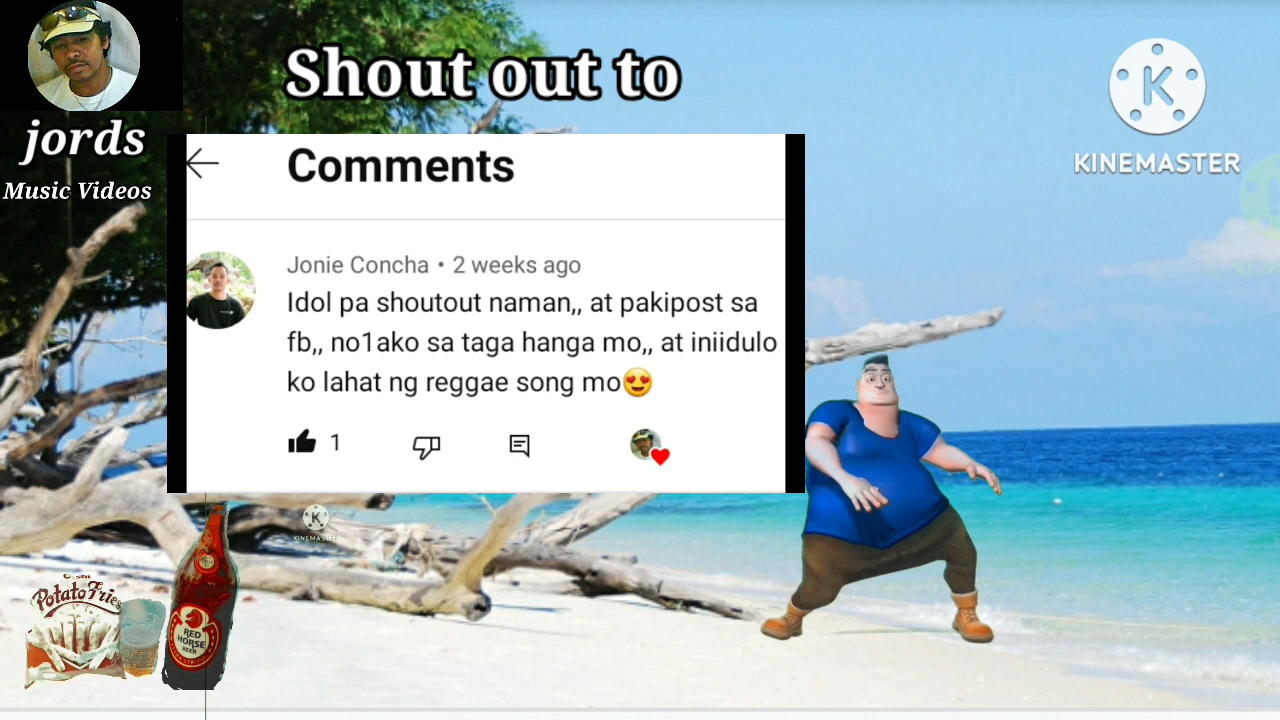 Shout out to
jords
Music Videos
KINEMASTER
Comments
Jonie Concha • 2 weeks ago
Idol pa shoutout naman,, at pakipost sa
fb,, no1ako sa taga hanga mo,, at iniidulo
ko lahat ng reggae song mo😍
1
KINEMASTER
Potato Fries
RED
HORSE
BEER